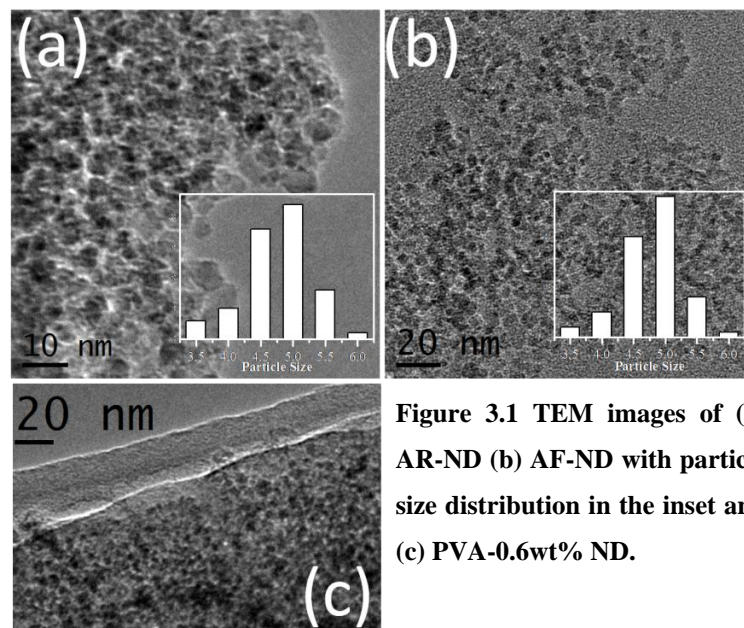 (a)
3.5 4.0 4.5 5.0 5.5 6.0
Particle Size
10 nm
(b)
3.5 4.0 4.5 5.0 5.5 6.0
Particle Size
20 nm
20 nm
(c)
Figure 3.1 TEM images of (
AR-ND (b) AF-ND with partic
size distribution in the inset a
(c) PVA-0.6wt% ND.